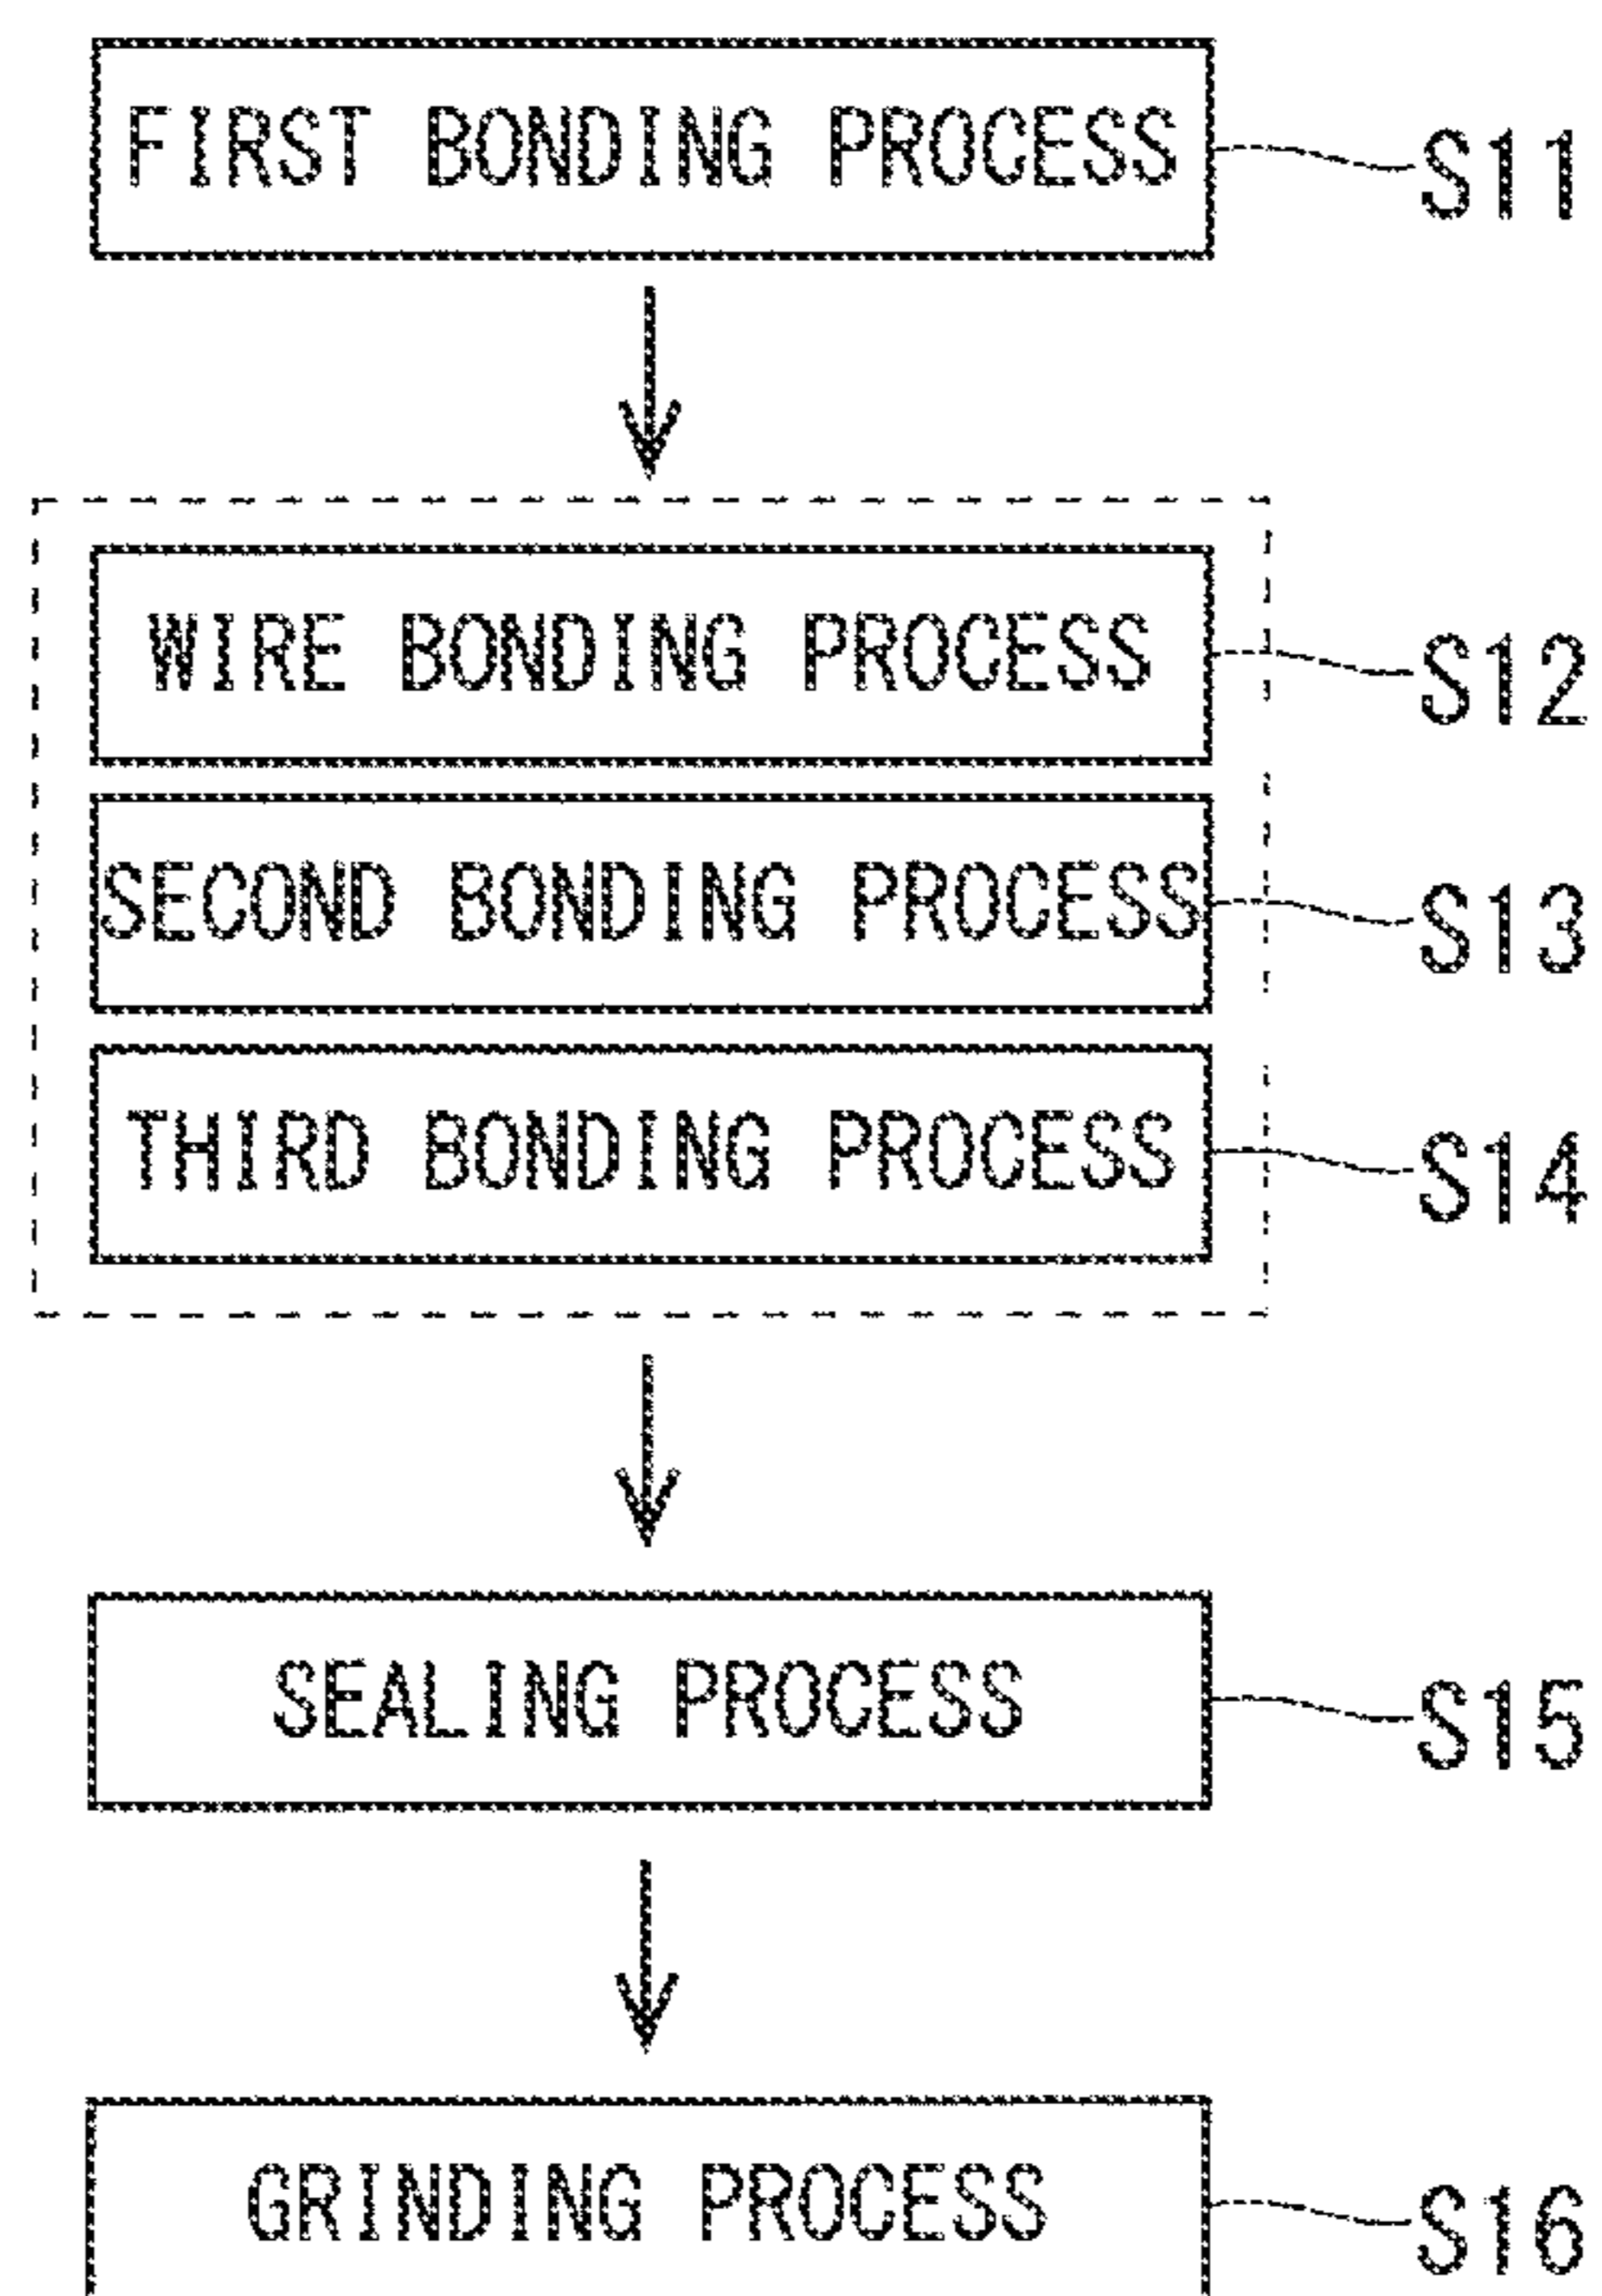 FIRST BONDING PROCESS S11
WIRE BONDING PROCESS S12
SECOND BONDING PROCESS S13
THIRD BONDING PROCESS S14
SEALING PROCESS S15
GRINDING PROCESS S16